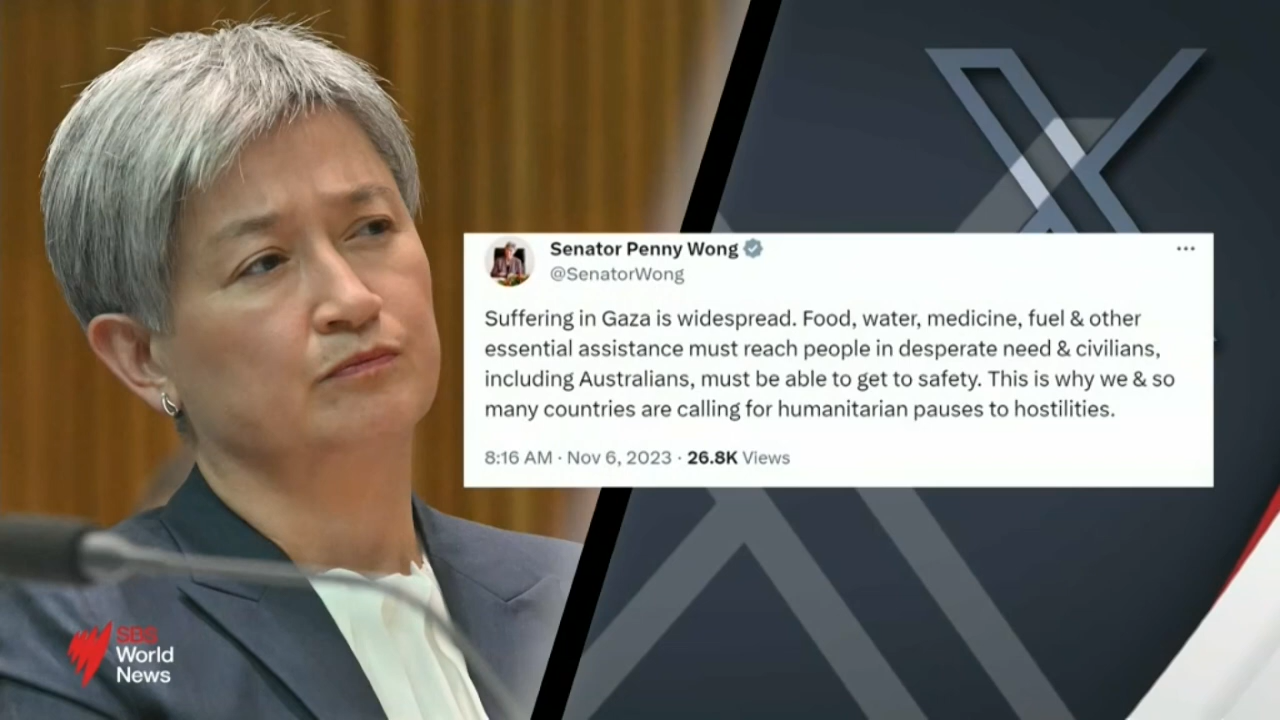 Senator Penny Wong
@SenatorWong
Suffering in Gaza is widespread. Food, water, medicine, fuel & other
essential assistance must reach people in desperate need & civilians,
including Australians, must be able to get to safety. This is why we & so
many countries are calling for humanitarian pauses to hostilities.
8:16 AM · Nov 6, 2023 · 26.8K Views
SBS
World
News